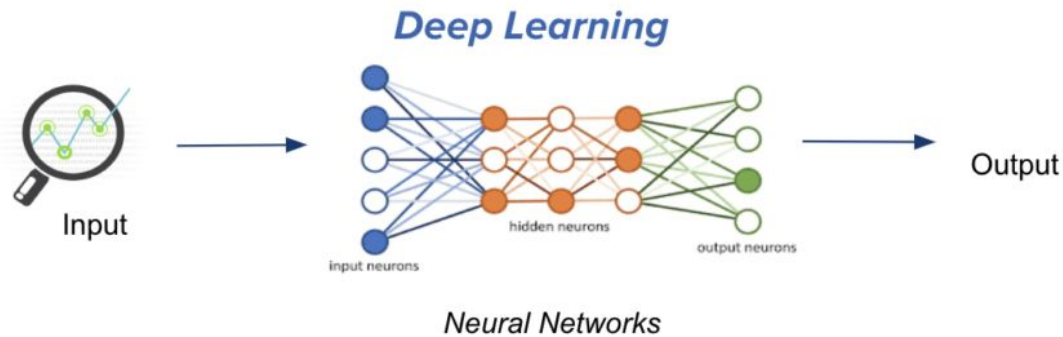 Deep Learning
Input
input neurons
hidden neurons
output neurons
Output
Neural Networks